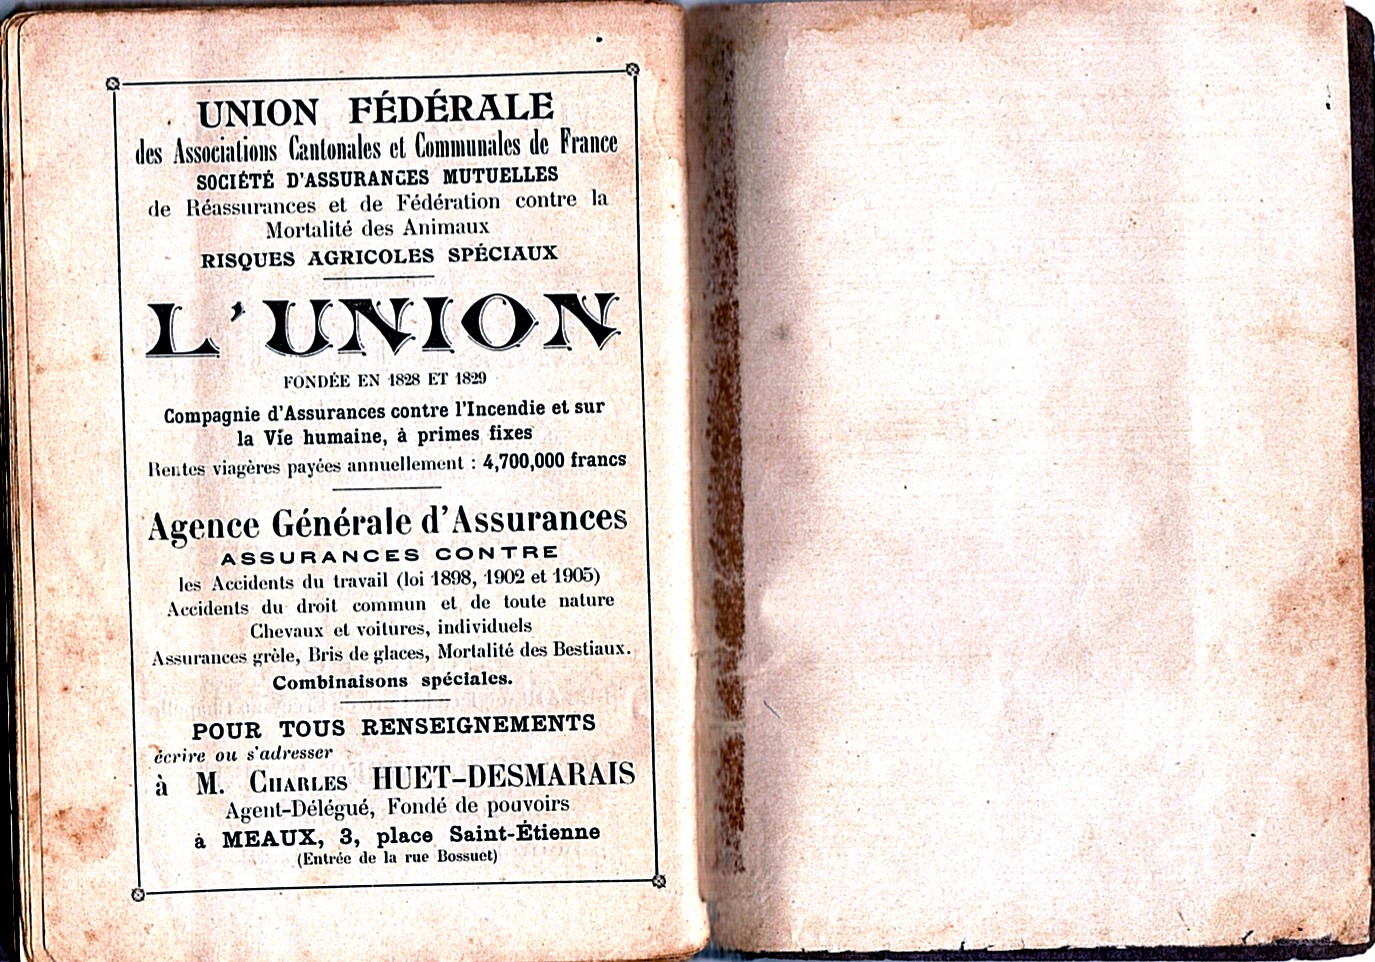 UNION FÉDÉRALE
des Associations Cantonales et Communales de France
SOCIÉTÉ D'ASSURANCES MUTUELLES
de Réassurances et de Fédération contre la
Mortalité des Animaux
RISQUES AGRICOLES SPÉCIAUX
L'UNION
FONDÉE EN 1828 ET 1829
Compagnie d'Assurances contre l'Incendie et sur
la Vie humaine, à primes fixes
Rentes viagères payées annuellement : 4,700,000 francs
Agence Générale d'Assurances
ASSURANCES CONTRE
les Accidents du travail (loi 1898, 1902 et 1905)
Accidents du droit commun et de toute nature
Chevaux et voitures, individuels
Assurances grèle, Bris de glaces, Mortalité des Bestiaux.
Combinaisons spéciales.
POUR TOUS RENSEIGNEMENTS
écrire ou s'adresser
à M. CHARLES HUET-DESMARAIS
Agent-Délégué, Fondé de pouvoirs
à MEAUX, 3, place Saint-Étienne
(Entrée de la rue Bossuet)